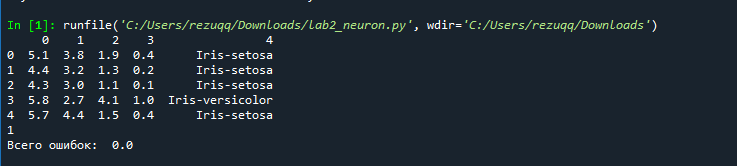 In [1]: runfile('C:/Users/rezuqq/Downloads/lab2_neuron.py', wdir='C:/Users/rezuqq/Downloads')
0 1 2 3 4
0 5.1 3.8 1.9 0.4 Iris-setosa
1 4.4 3.2 1.3 0.2 Iris-setosa
2 4.3 3.0 1.1 0.1 Iris-setosa
3 5.8 2.7 4.1 1.0 Iris-versicolor
4 5.7 4.4 1.5 0.4 Iris-setosa
1
Всего ошибок: 0.0